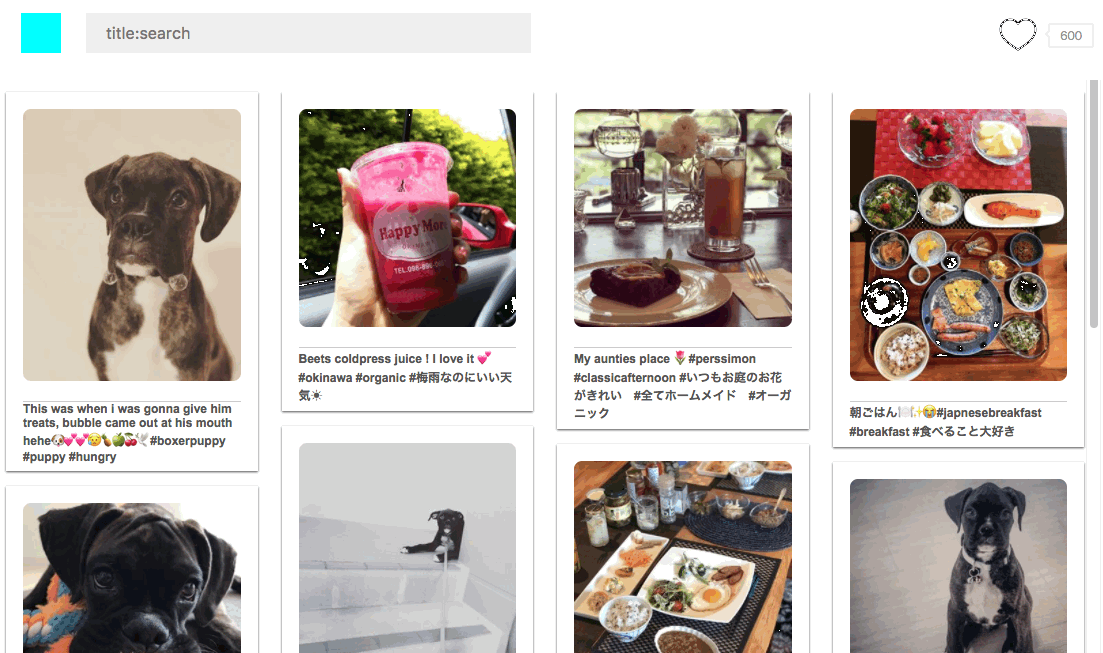 title:search
600
Happy More
TEL:098-896-
This was when i was gonna give him
treats, bubble came out at his mouth
hehe🐶💕💕😥🍍🍏🍒🕊#boxerpuppy
#puppy #hungry
Beets coldpress juice ! I love it 💕
#okinawa #organic #梅雨なのにいい天
気☀
My aunties place 🌷#perssimon
#classicafternoon #いつもお庭のお花
がきれい　#全てホームメイド　#オーガ
ニック
朝ごはん🍽✨😭#japnesebreakfast
#breakfast #食べること大好き